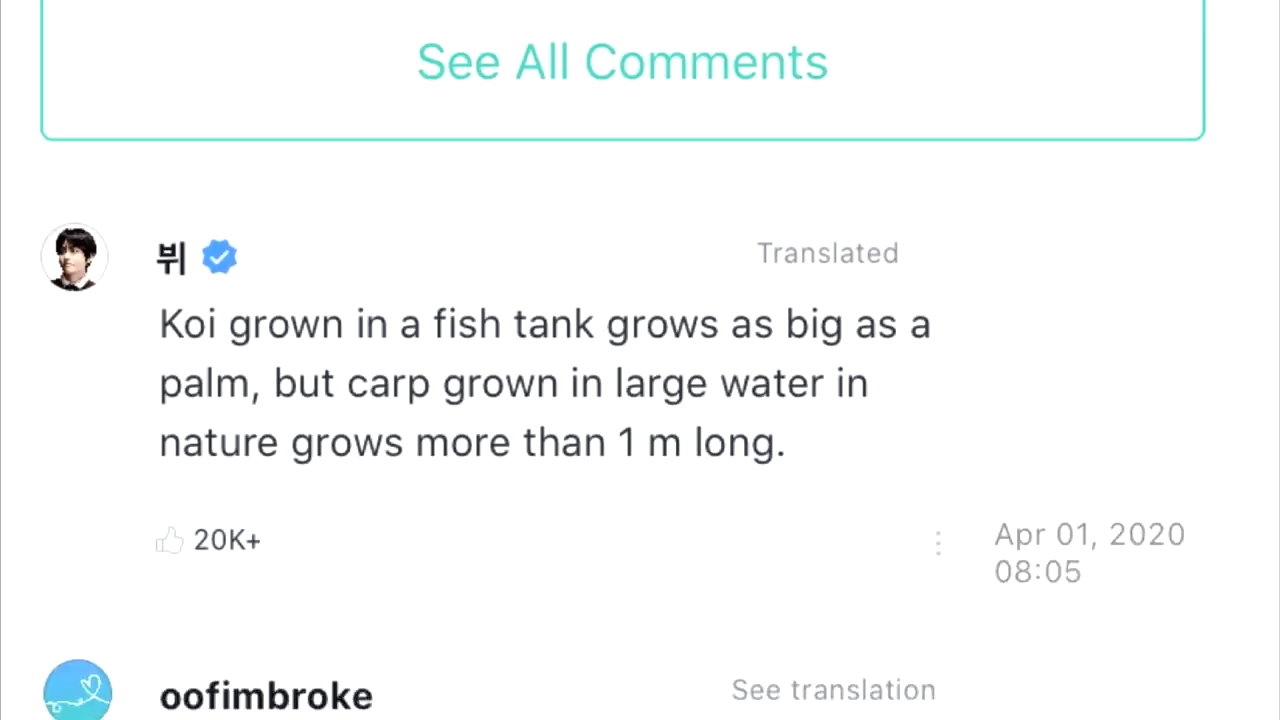 See All Comments
뷔
Translated
Koi grown in a fish tank grows as big as a
palm, but carp grown in large water in
nature grows more than 1 m long.
20K+
Apr 01, 2020
08:05
oofimbroke
See translation